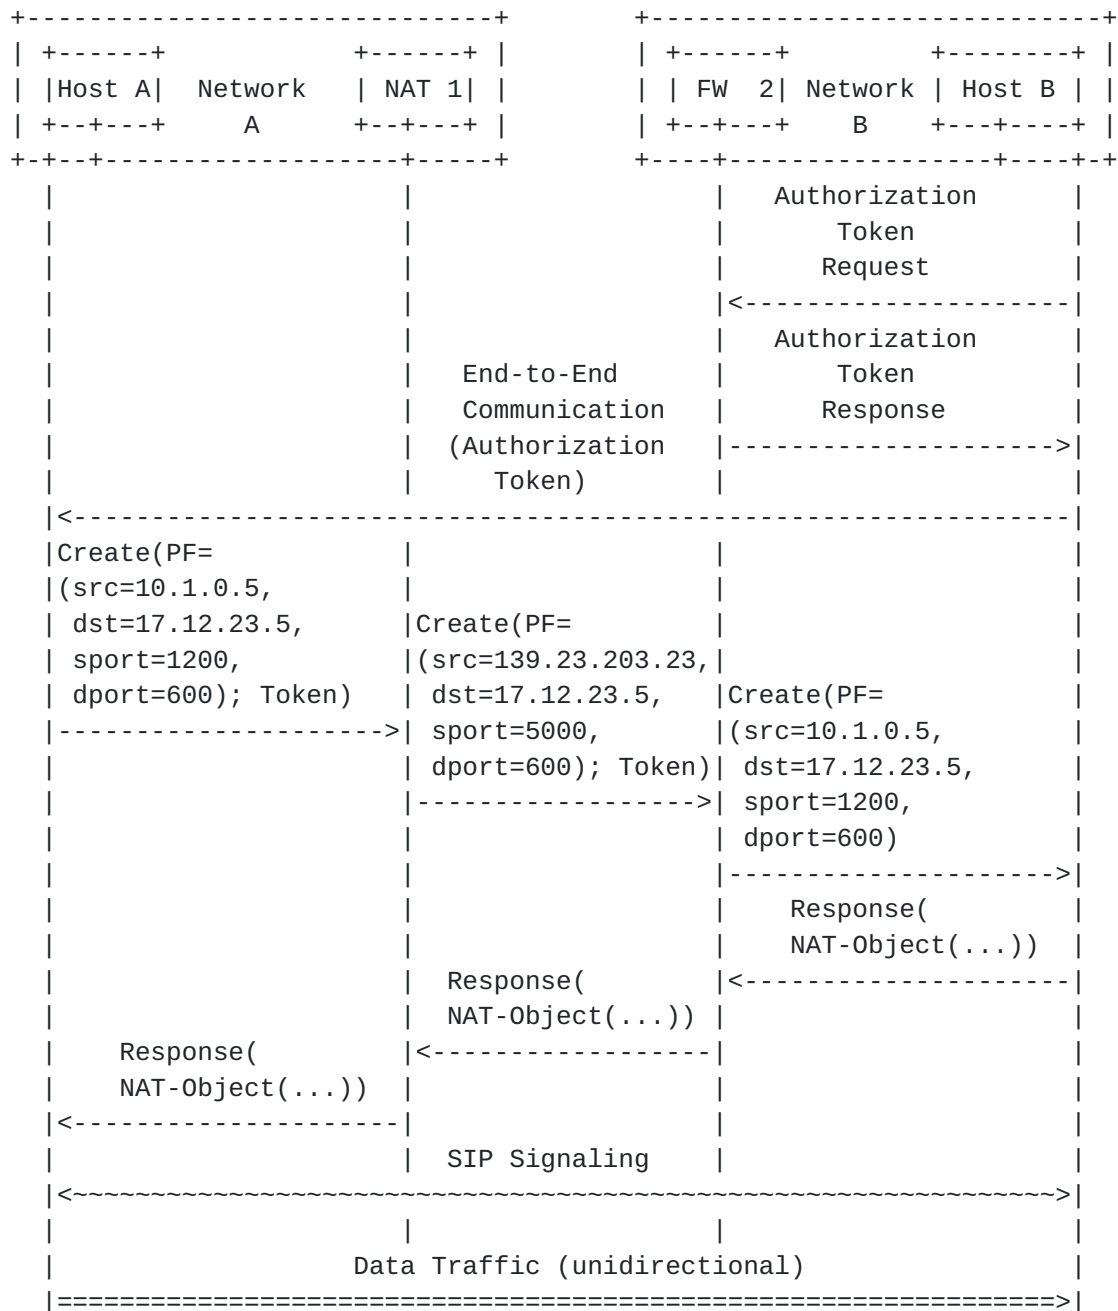 +------------------------------+        +-----------------------------+
| +------+            +------+ |        | +------+         +--------+ |
| |Host A|  Network   | NAT 1| |        | | FW  2| Network | Host B | |
| +--+---+     A      +--+---+ |        | +--+---+    B    +---+----+ |
+-+--+-------------------+-----+        +----+-----------------+----+-+
  |                      |                   |   Authorization      |
  |                      |                   |       Token          |
  |                      |                   |      Request         |
  |                      |                   |<---------------------|
  |                      |                   |   Authorization      |
  |                      |   End-to-End      |       Token          |
  |                      |   Communication   |      Response        |
  |                      |  (Authorization   |--------------------->|
  |                      |     Token)        |                      |
  |<----------------------------------------------------------------|
  |Create(PF=            |                   |                      |
  |(src=10.1.0.5,        |                   |                      |
  | dst=17.12.23.5,      |Create(PF=         |                      |
  | sport=1200,          |(src=139.23.203.23,|                      |
  | dport=600); Token)   | dst=17.12.23.5,   |Create(PF=            |
  |--------------------->| sport=5000,       |(src=10.1.0.5,        |
  |                      | dport=600); Token)| dst=17.12.23.5,      |
  |                      |------------------>| sport=1200,          |
  |                      |                   | dport=600)           |
  |                      |                   |--------------------->|
  |                      |                   |    Response(         |
  |                      |                   |    NAT-Object(...))  |
  |                      |  Response(        |<---------------------|
  |                      |  NAT-Object(...)) |                      |
  |    Response(         |<------------------|                      |
  |    NAT-Object(...))  |                   |                      |
  |<---------------------|                   |                      |
  |                      |  SIP Signaling    |                      |
  |<~~~~~~~~~~~~~~~~~~~~~~~~~~~~~~~~~~~~~~~~~~~~~~~~~~~~~~~~~~~~~~~>|
  |                      |                   |                      |
  |                   Data Traffic (unidirectional)                 |
  |================================================================>|